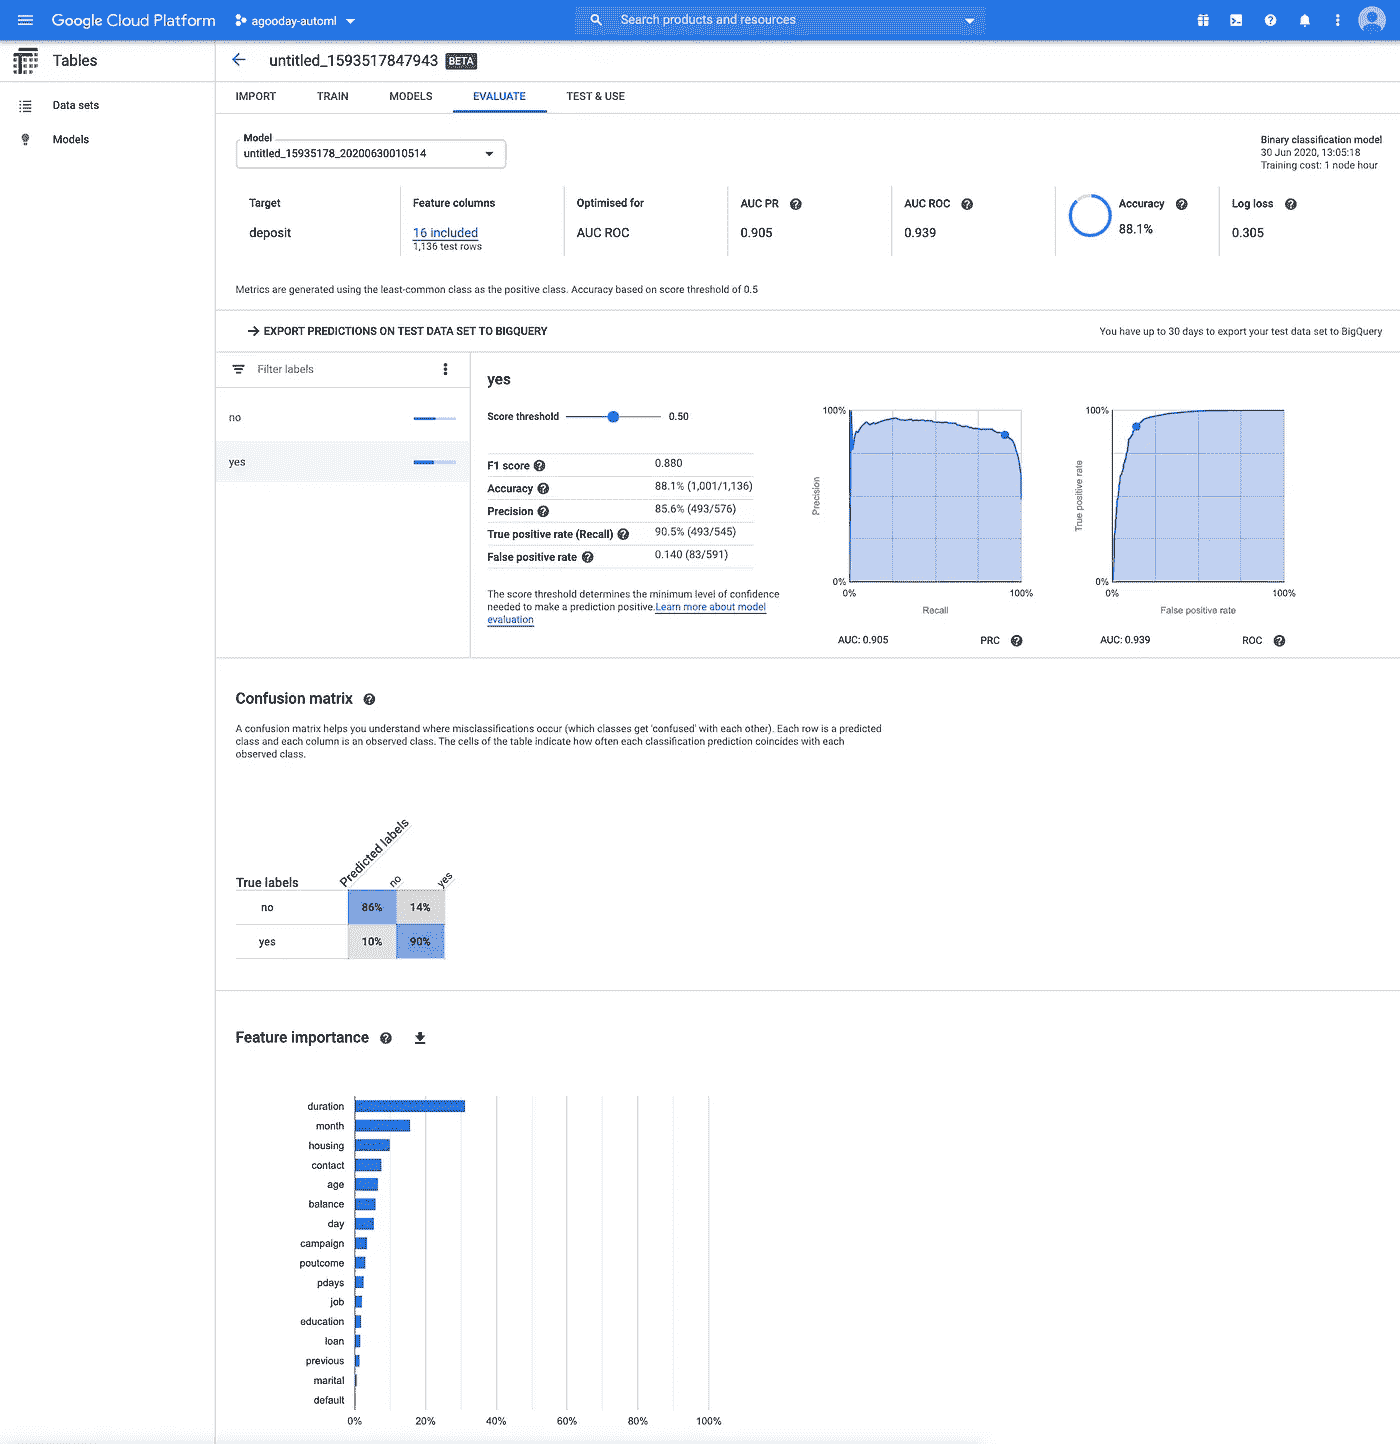 Google Cloud Platform
agooday-automl
Search products and resources
Tables
untitled_1593517847943 BETA
Data sets
Models
IMPORT TRAIN MODELS EVALUATE TEST & USE
Model
untitled_15935178_20200630010514
Binary classification model
30 Jun 2020, 13:05:18
Training cost: 1 node hour
Target
deposit
Feature columns
16 included
1,136 test rows
Optimised for
AUC ROC
AUC PR
0.905
AUC ROC
0.939
Accuracy
88.1%
Log loss
0.305
Metrics are generated using the least-common class as the positive class. Accuracy based on score threshold of 0.5
EXPORT PREDICTIONS ON TEST DATA SET TO BIGQUERY
You have up to 30 days to export your test data set to BigQuery
Filter labels
no
yes
yes
Score threshold 0.50
F1 score 0.880
Accuracy 88.1% (1,001/1,136)
Precision 85.6% (493/576)
True positive rate (Recall) 90.5% (493/545)
False positive rate 0.140 (83/591)
The score threshold determines the minimum level of confidence
needed to make a prediction positive.Learn more about model
evaluation
100%
Precision
0%
0% 100%
Recall
AUC: 0.905 PRC
100%
True positive rate
0%
0% 100%
False positive rate
AUC: 0.939 ROC
Confusion matrix
A confusion matrix helps you understand where misclassifications occur (which classes get 'confused' with each other). Each row is a predicted
class and each column is an observed class. The cells of the table indicate how often each classification prediction coincides with each
observed class.
Predicted labels
True labels no yes
no 86% 14%
yes 10% 90%
Feature importance
duration
month
housing
contact
age
balance
day
campaign
poutcome
pdays
job
education
loan
previous
marital
default
0% 20% 40% 60% 80% 100%